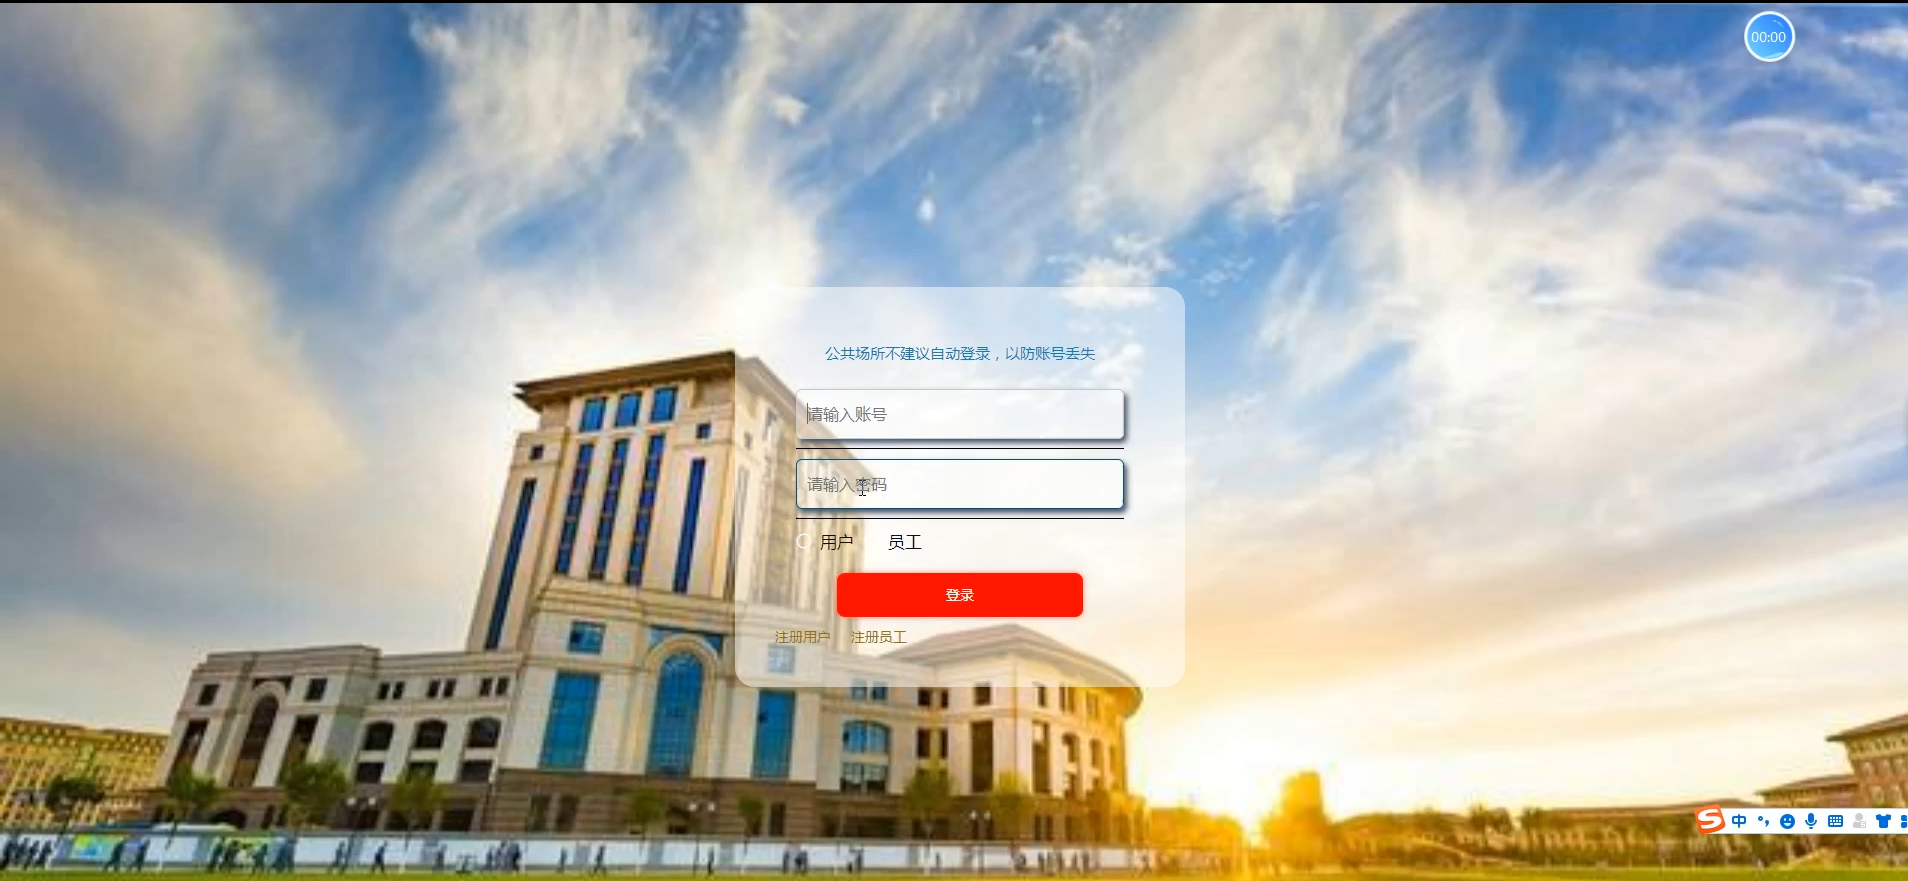 00:00
公共场所不建议自动登录，以防账号丢失
请输入账号
请输入密码
用户 员工
登录
注册用户 注册员工
S 中